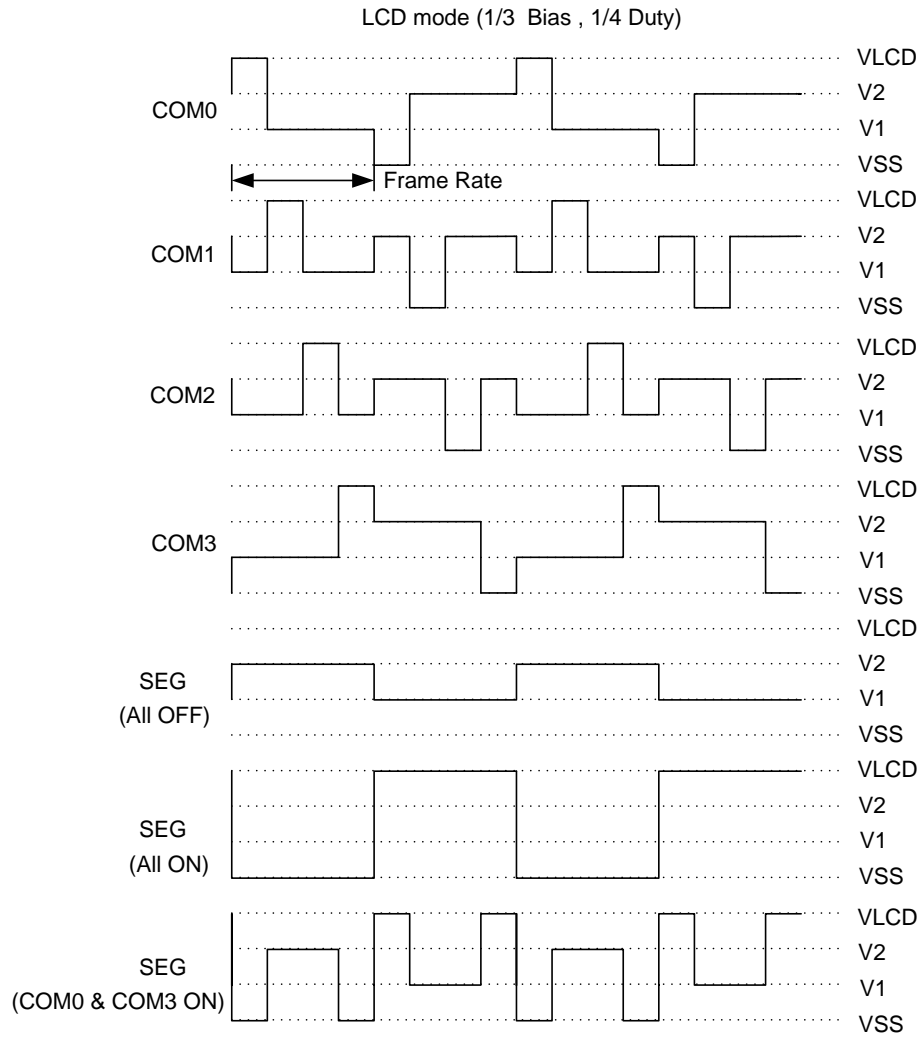 LCD mode (1/3 Bias , 1/4 Duty)
VLCD
V2
COM0
V1
VSS
Frame Rate
VLCD
V2
COM1
V1
VSS
VLCD
V2
COM2
V1
VSS
VLCD
V2
COM3
V1
VSS
VLCD
V2
SEG
(All OFF)
V1
VSS
VLCD
V2
SEG
(All ON)
V1
VSS
VLCD
V2
SEG
(COM0 & COM3 ON)
V1
VSS